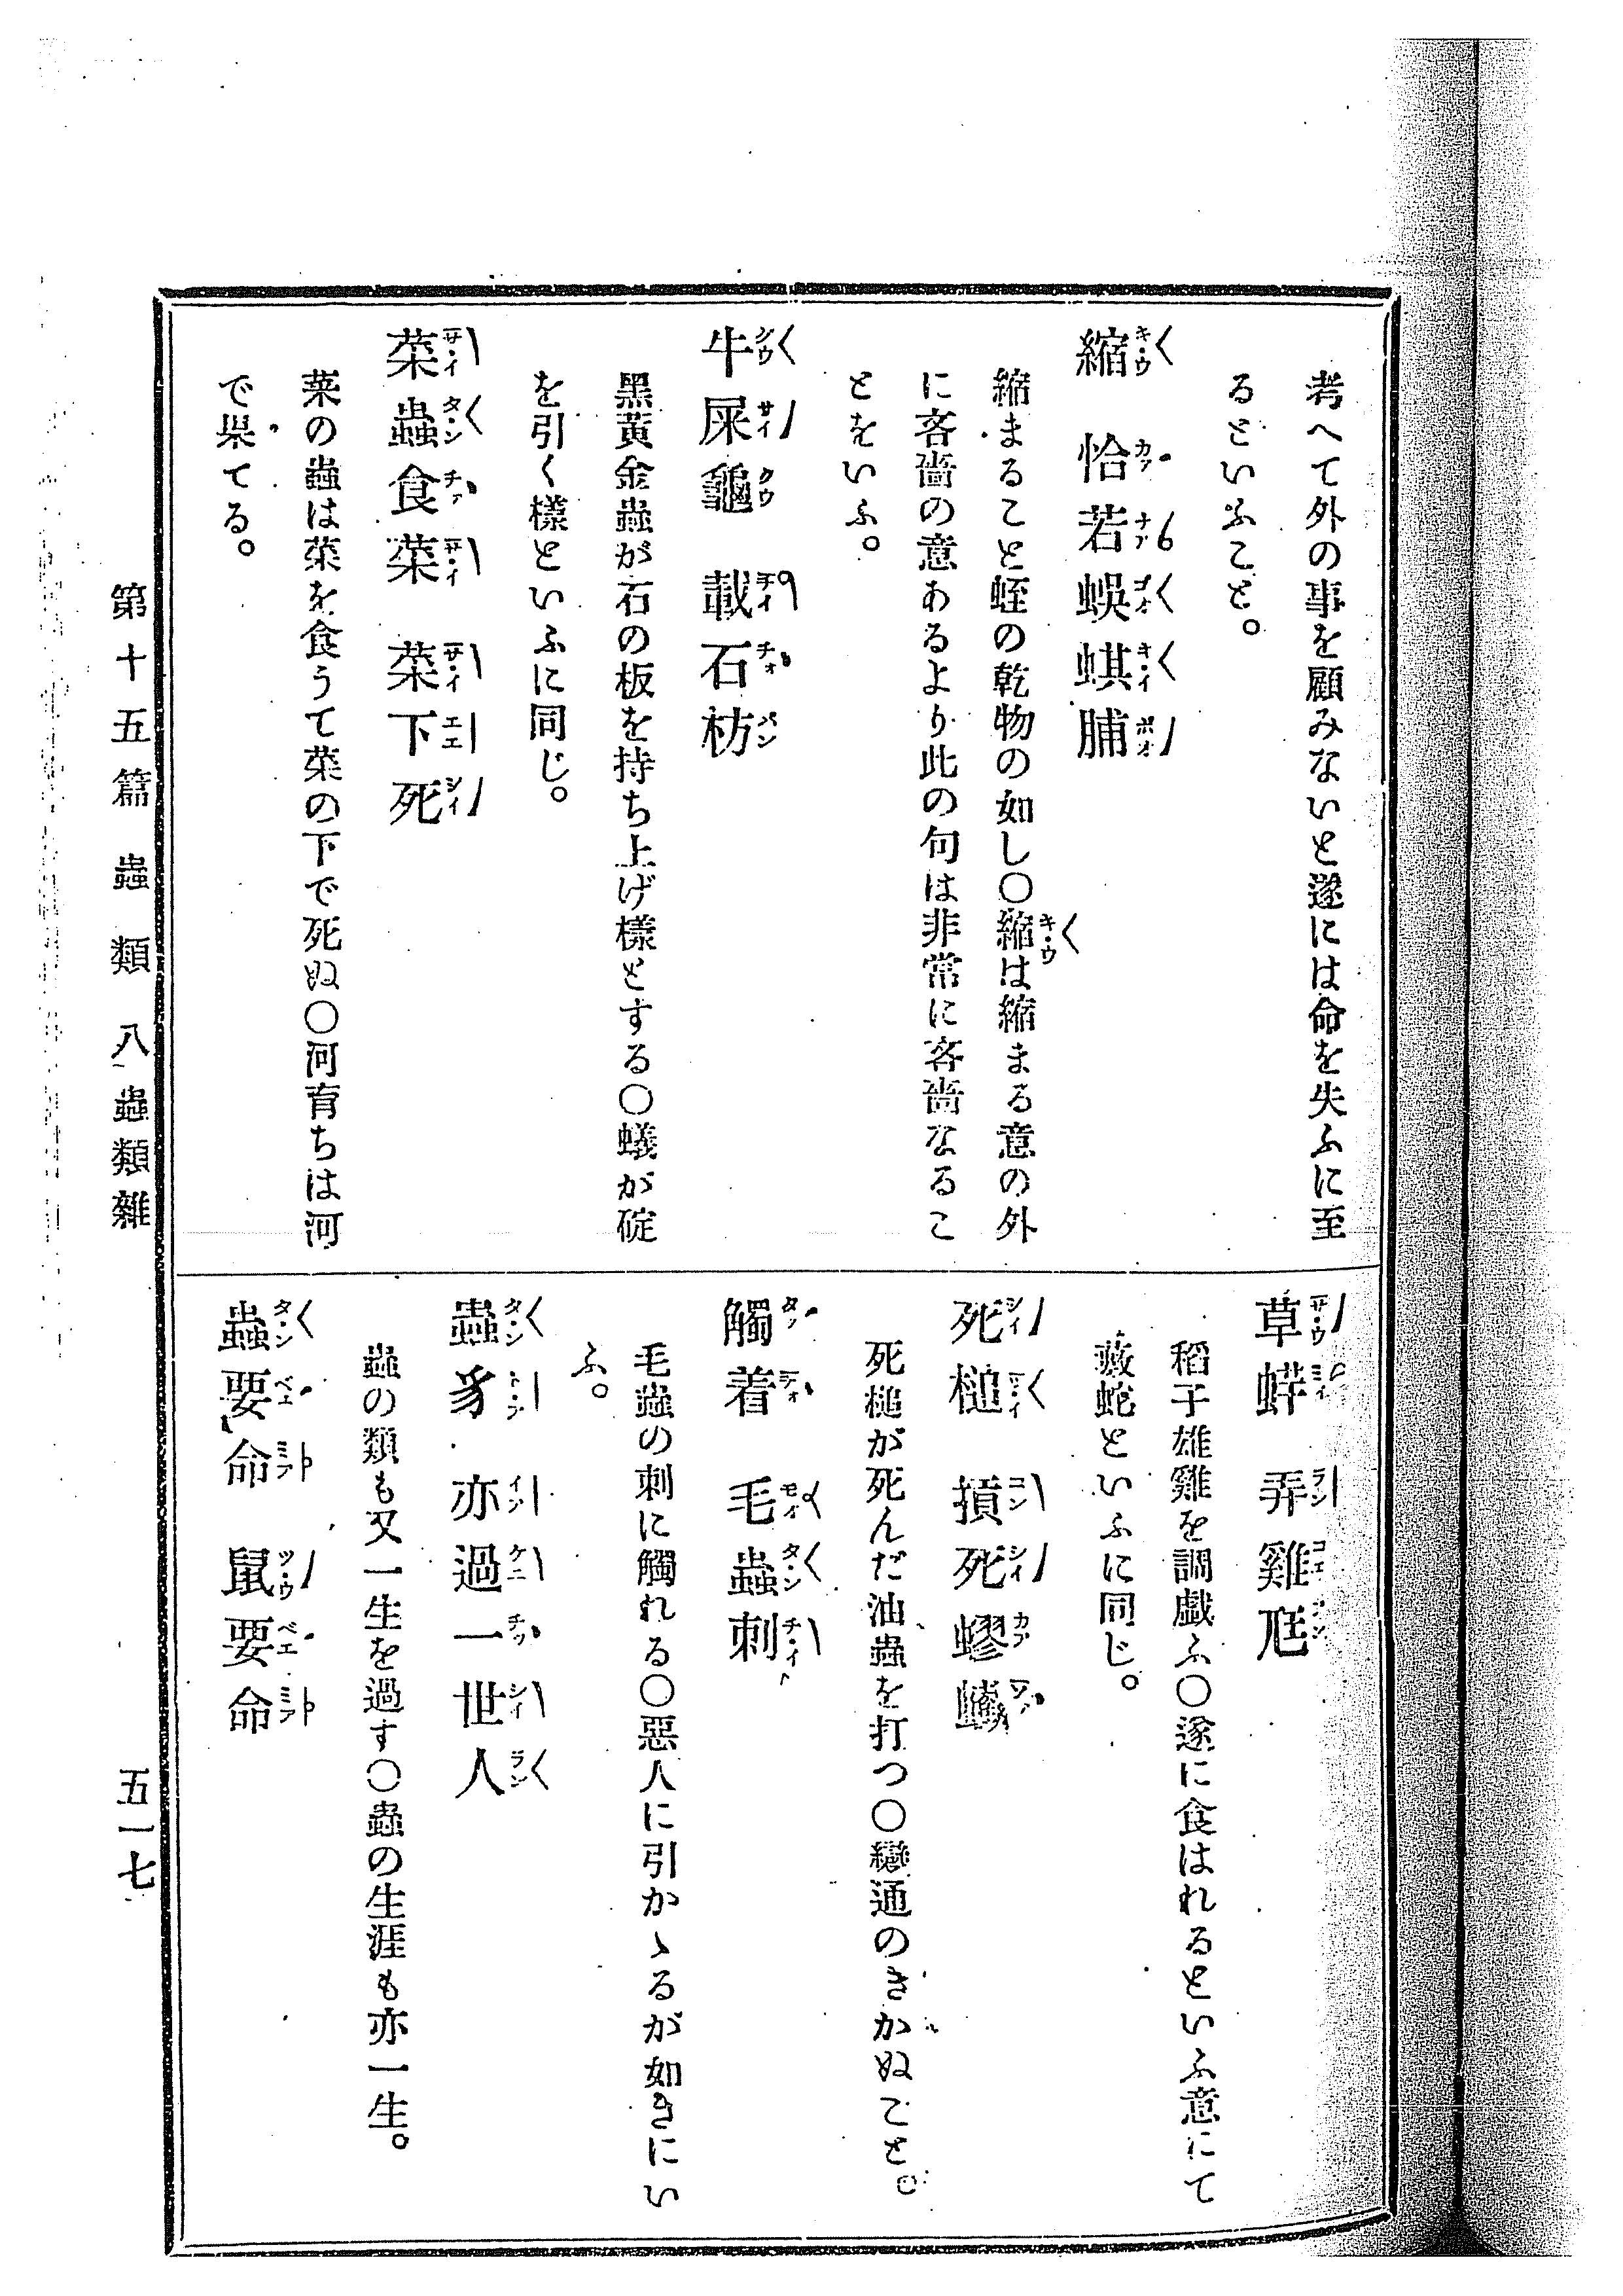 考へて外の事を顧みないと遂には命を失ふに至
るといふこと。
縮 恰若蜈蜞脯
縮まること蛭の乾物の如し〇縮は縮まる意の外
に吝嗇の意あるより此の句は非常に吝嗇なるこ
とをいふ。
牛屎龜 載石枋
黑黃金蟲が石の板を持ち上げ樣とする〇蟻が碇
を引く樣といふに同じ。
菜蟲食菜 菜下死
菜の蟲は菜を食うて菜の下で死ぬ〇河育ちは河
で果てる。
草蜢 弄雞尫
稻子雄雞を調戲ふ〇遂に食はれるといふ意にて
藪蛇といふに同じ。
死槌 摃死蟉蠘
死槌が死んだ油蟲を打つ〇變通のきかぬこと。
觸着 毛蟲刺
毛蟲の刺に觸れる〇惡人に引かゝるが如きにい
ふ。
蟲豸 亦過一世人
蟲の類も又一生を過す〇蟲の生涯も亦一生。
蟲要命 鼠要命
第十五篇 蟲類 八 蟲類雜
五一七